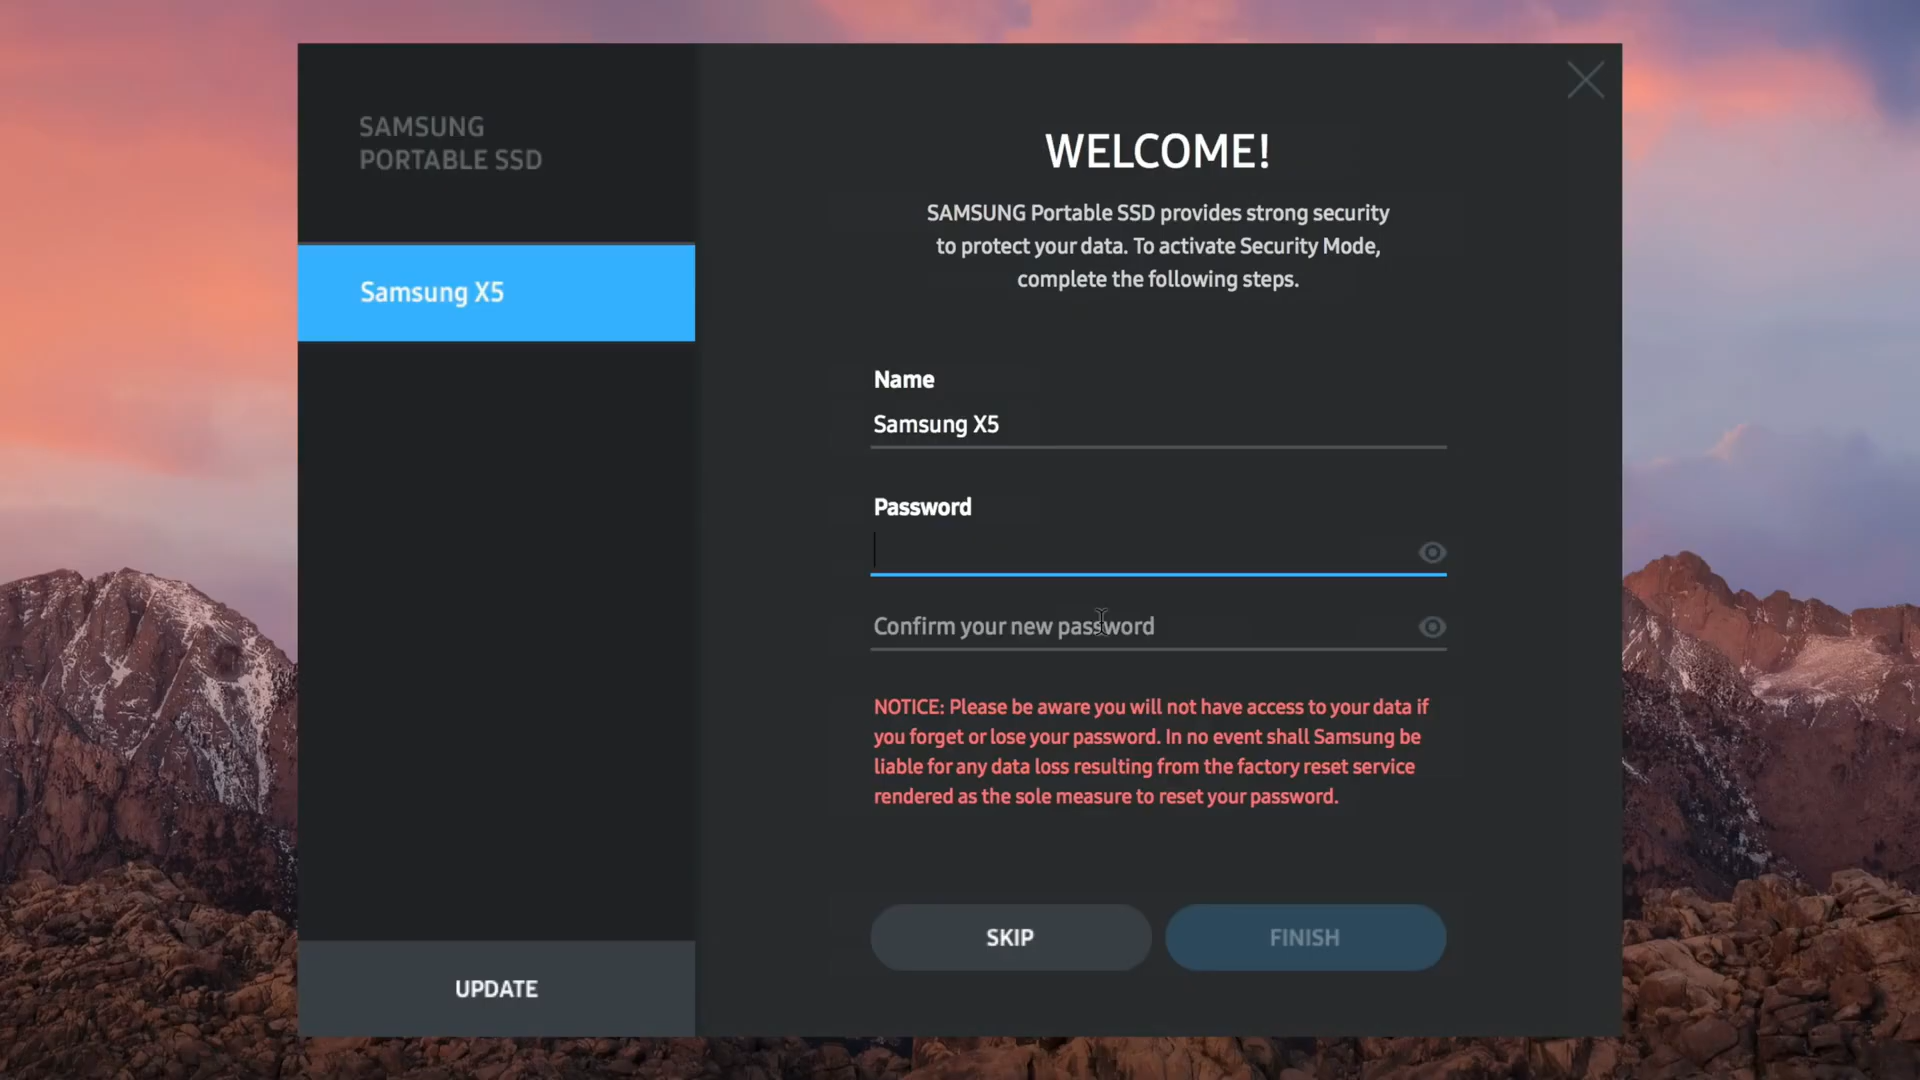 SAMSUNG
PORTABLE SSD
Samsung X5
UPDATE
WELCOME!
SAMSUNG Portable SSD provides strong security
to protect your data. To activate Security Mode,
complete the following steps.
Name
Samsung X5
Password
Confirm your new password
NOTICE: Please be aware you will not have access to your data if
you forget or lose your password. In no event shall Samsung be
liable for any data loss resulting from the factory reset service
rendered as the sole measure to reset your password.
SKIP
FINISH